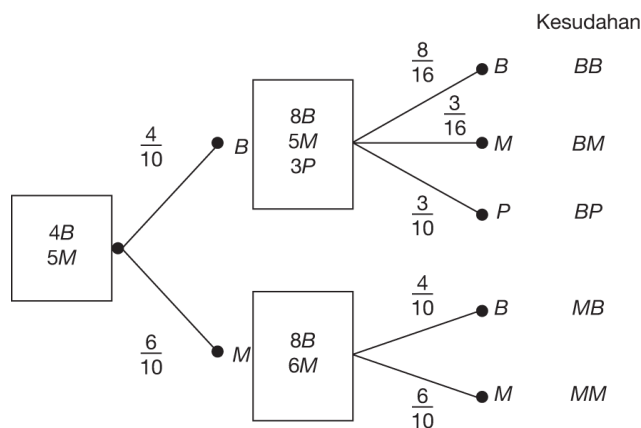 Kesudahan
8/16 B BB
3/16 M BM
3/10 P BP
4/10 B
8B
5M
3P
4B
5M
6/10 M
8B
6M
4/10 B MB
6/10 M MM